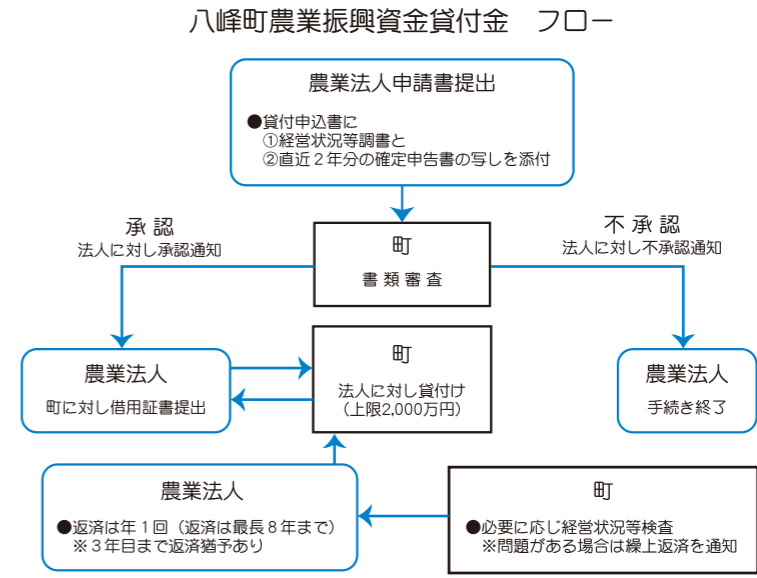 八峰町農業振興資金貸付金　フロー
農業法人申請書提出
●貸付申込書に
①経営状況等調書と
②直近２年分の確定申告書の写しを添付
承 認
法人に対し承認通知
町
書 類 審 査
不 承 認
法人に対し不承認通知
農業法人
町に対し借用証書提出
町
法人に対し貸付け
（上限2,000万円）
農業法人
手続き終了
農業法人
●返済は年１回（返済は最長８年まで）
※３年目まで返済猶予あり
町
●必要に応じ経営状況等検査
※問題がある場合は繰上返済を通知